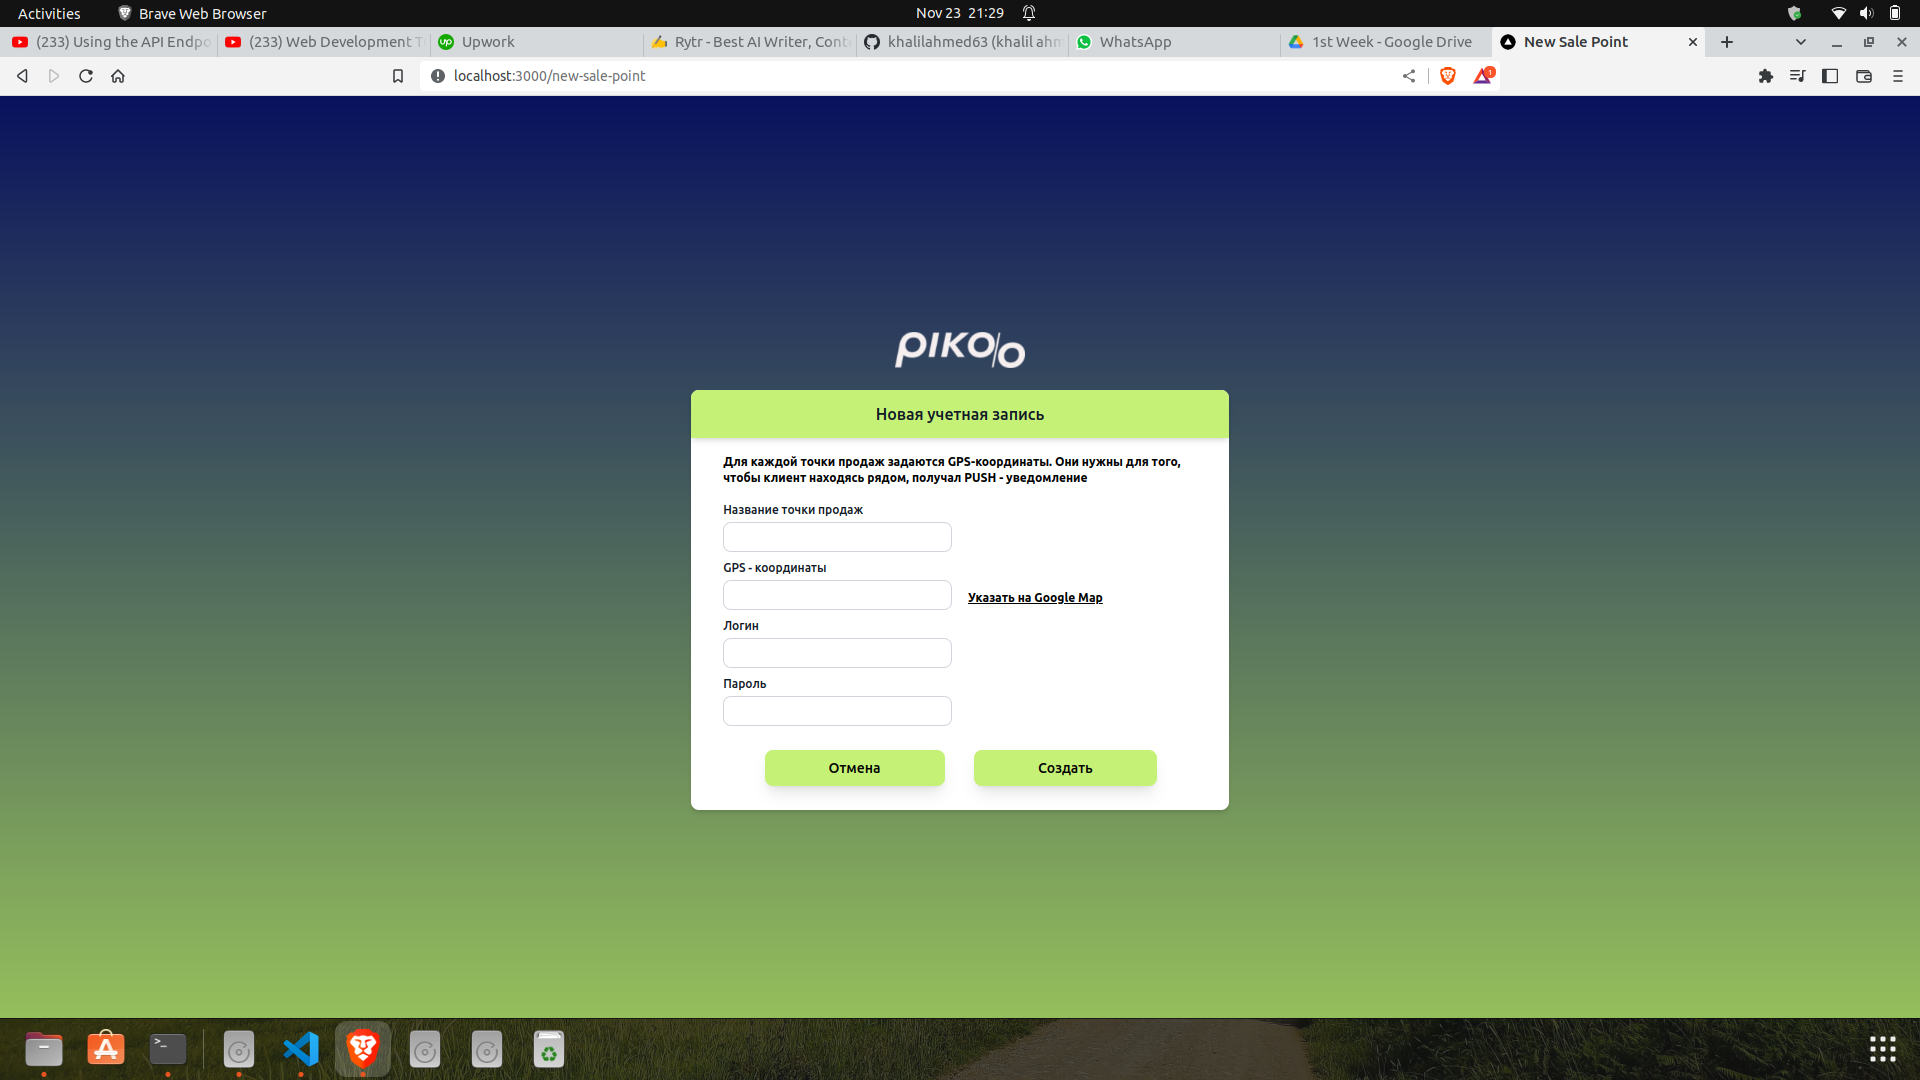 Activities
Brave Web Browser
Nov 23 21:29
(233) Using the API Endpo
(233) Web Development T
Upwork
Rytr - Best AI Writer, Cont
khalilahmed63 (khalil ahm
WhatsApp
1st Week - Google Drive
New Sale Point
localhost:3000/new-sale-point
1
piko/o
Новая учетная запись
Для каждой точки продаж задаются GPS-координаты. Они нужны для того,
чтобы клиент находясь рядом, получал PUSH - уведомление
Название точки продаж
GPS - координаты
Указать на Google Map
Логин
Пароль
Отмена
Создать